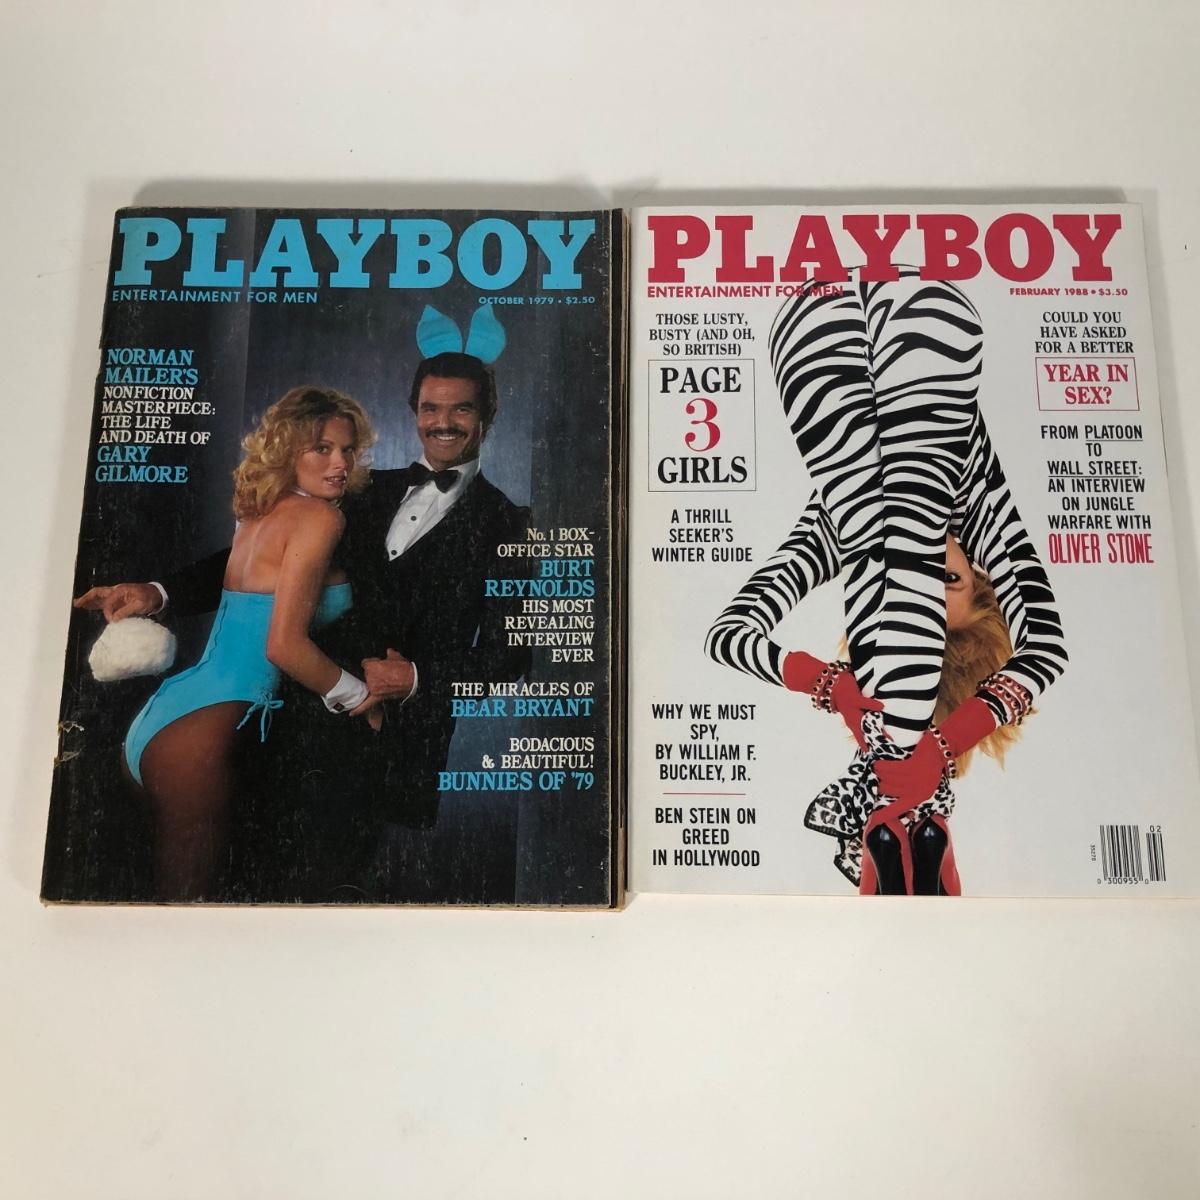 PLAYBOY
ENTERTAINMENT FOR MEN
OCTOBER 1979 • $2.50
NORMAN
MAILER'S
NONFICTION
MASTERPIECE:
THE LIFE
AND DEATH OF
GARY
GILMORE
No. 1 BOX-
OFFICE STAR
BURT
REYNOLDS
HIS MOST
REVEALING
INTERVIEW
EVER
THE MIRACLES OF
BEAR BRYANT
BODACIOUS
& BEAUTIFUL!
BUNNIES OF '79
PLAYBOY
ENTERTAINMENT FOR MEN
FEBRUARY 1988 • $3.50
THOSE LUSTY,
BUSTY (AND OH,
SO BRITISH)
PAGE
3
GIRLS
A THRILL
SEEKER'S
WINTER GUIDE
WHY WE MUST
SPY,
BY WILLIAM F.
BUCKLEY, JR.
BEN STEIN ON
GREED
IN HOLLYWOOD
COULD YOU
HAVE ASKED
FOR A BETTER
YEAR IN
SEX?
FROM PLATOON
TO
WALL STREET:
AN INTERVIEW
ON JUNGLE
WARFARE WITH
OLIVER STONE
02
35270
0 300955 0